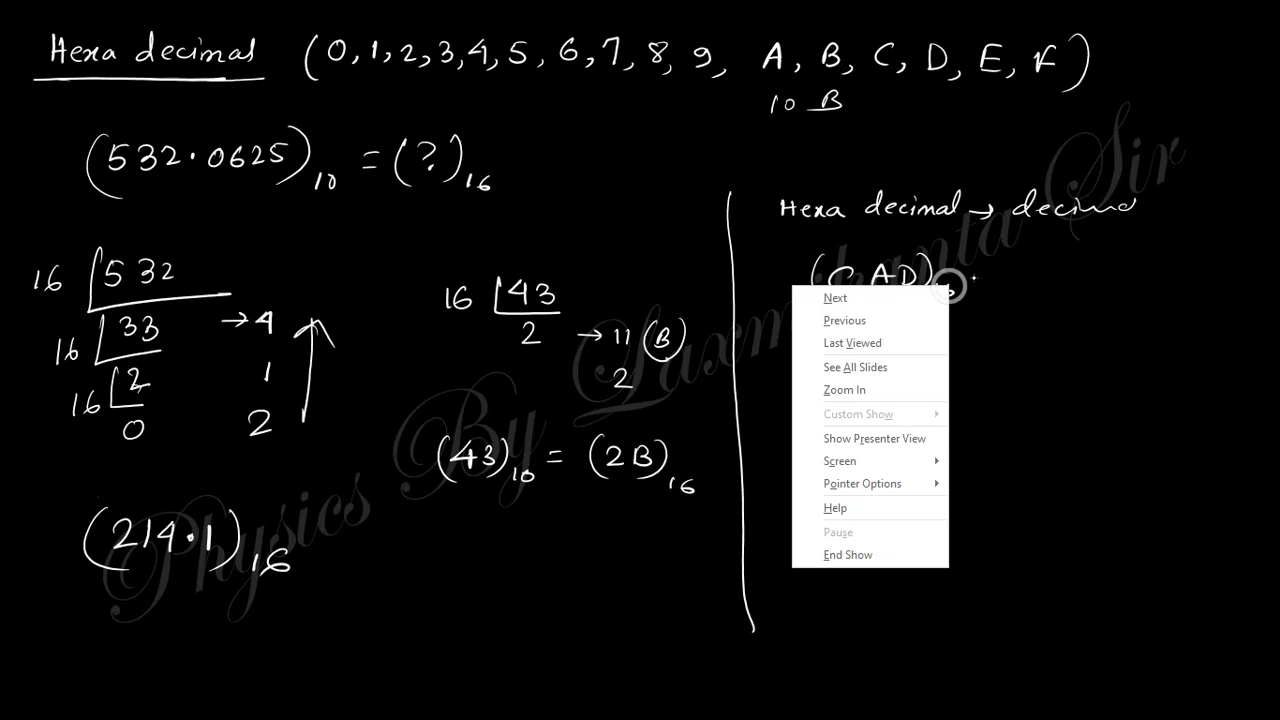 Hexa decimal (0,1,2,3,4,5,6,7,8,9, A, B, C, D, E, F)
10 B
(532.0625)10 = (?)16
16 532
16 33 → 4
16 2 1
0 2
(214.1)16
16 43
2 → 11 (B)
2
(43)10 = (2B)16
Hexa decimal → decima
(C AD)
Next
Previous
Last Viewed
See All Slides
Zoom In
Custom Show
Show Presenter View
Screen
Pointer Options
Help
Pause
End Show
Physics By Laxmikanta Sir